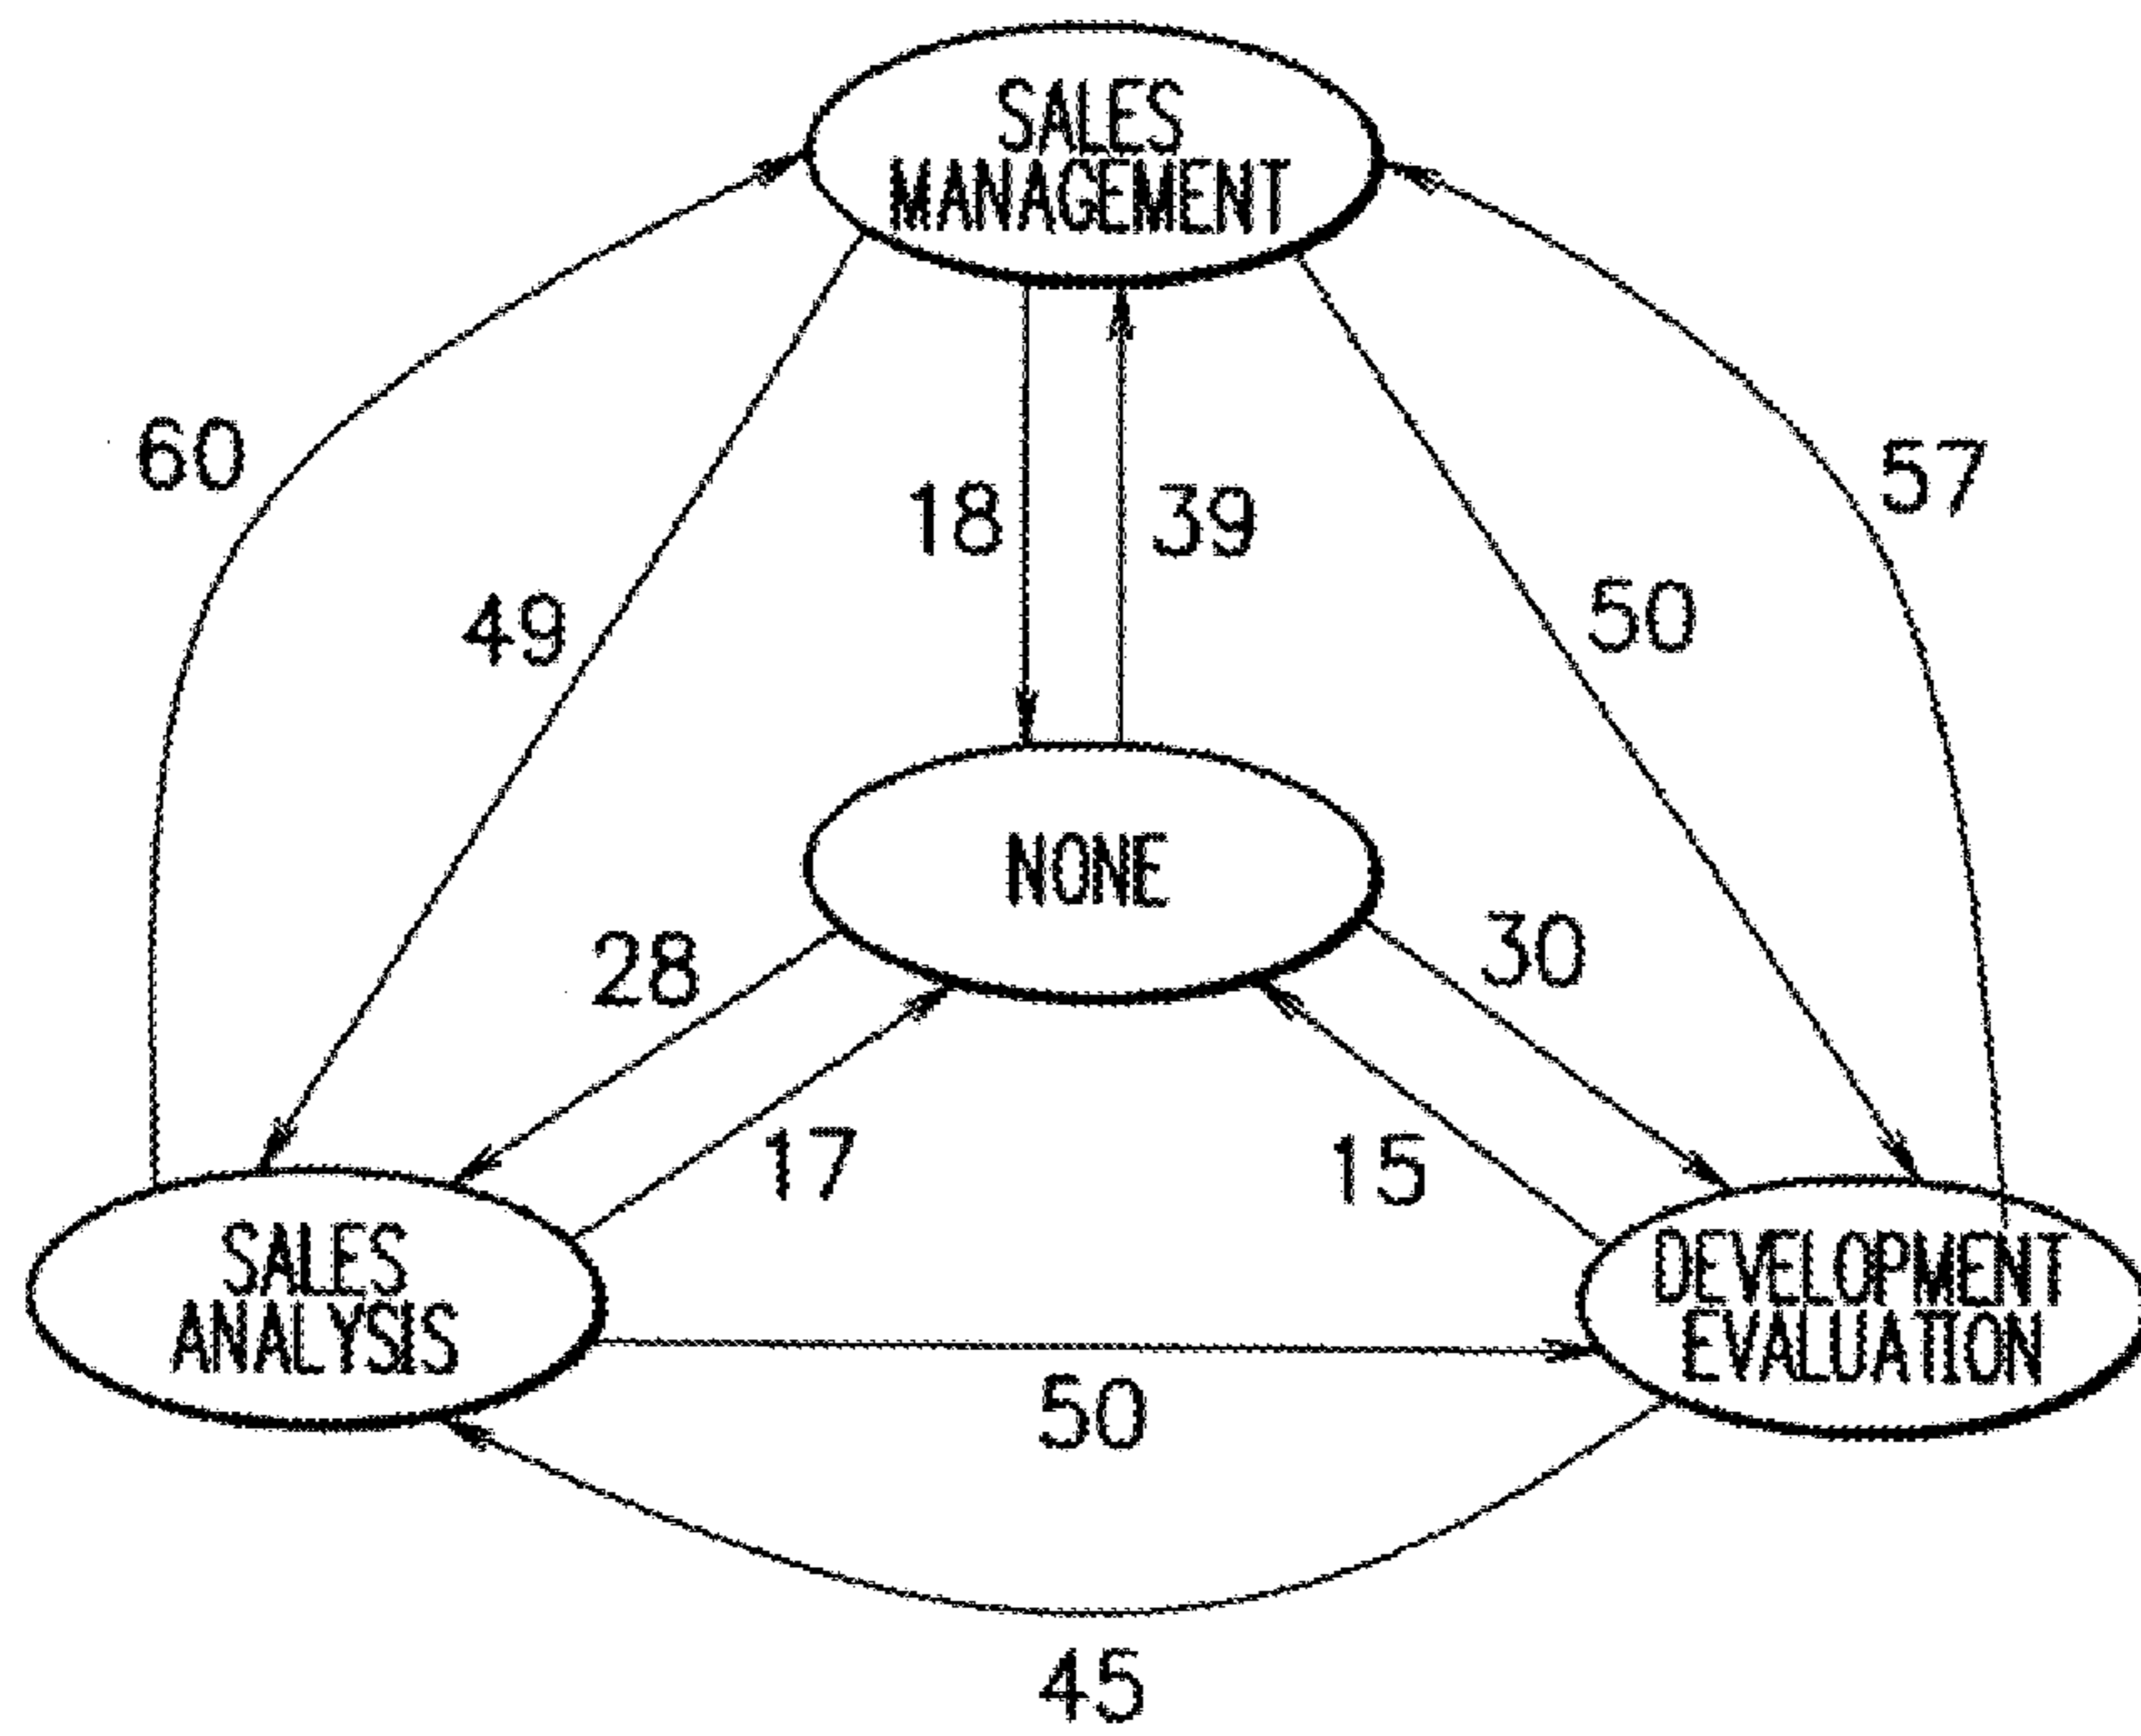 SALES
MANAGEMENT
60
57
18
39
49
50
NONE
28
30
17
15
SALES
ANALYSIS
DEVELOPMENT
EVALUATION
50
45